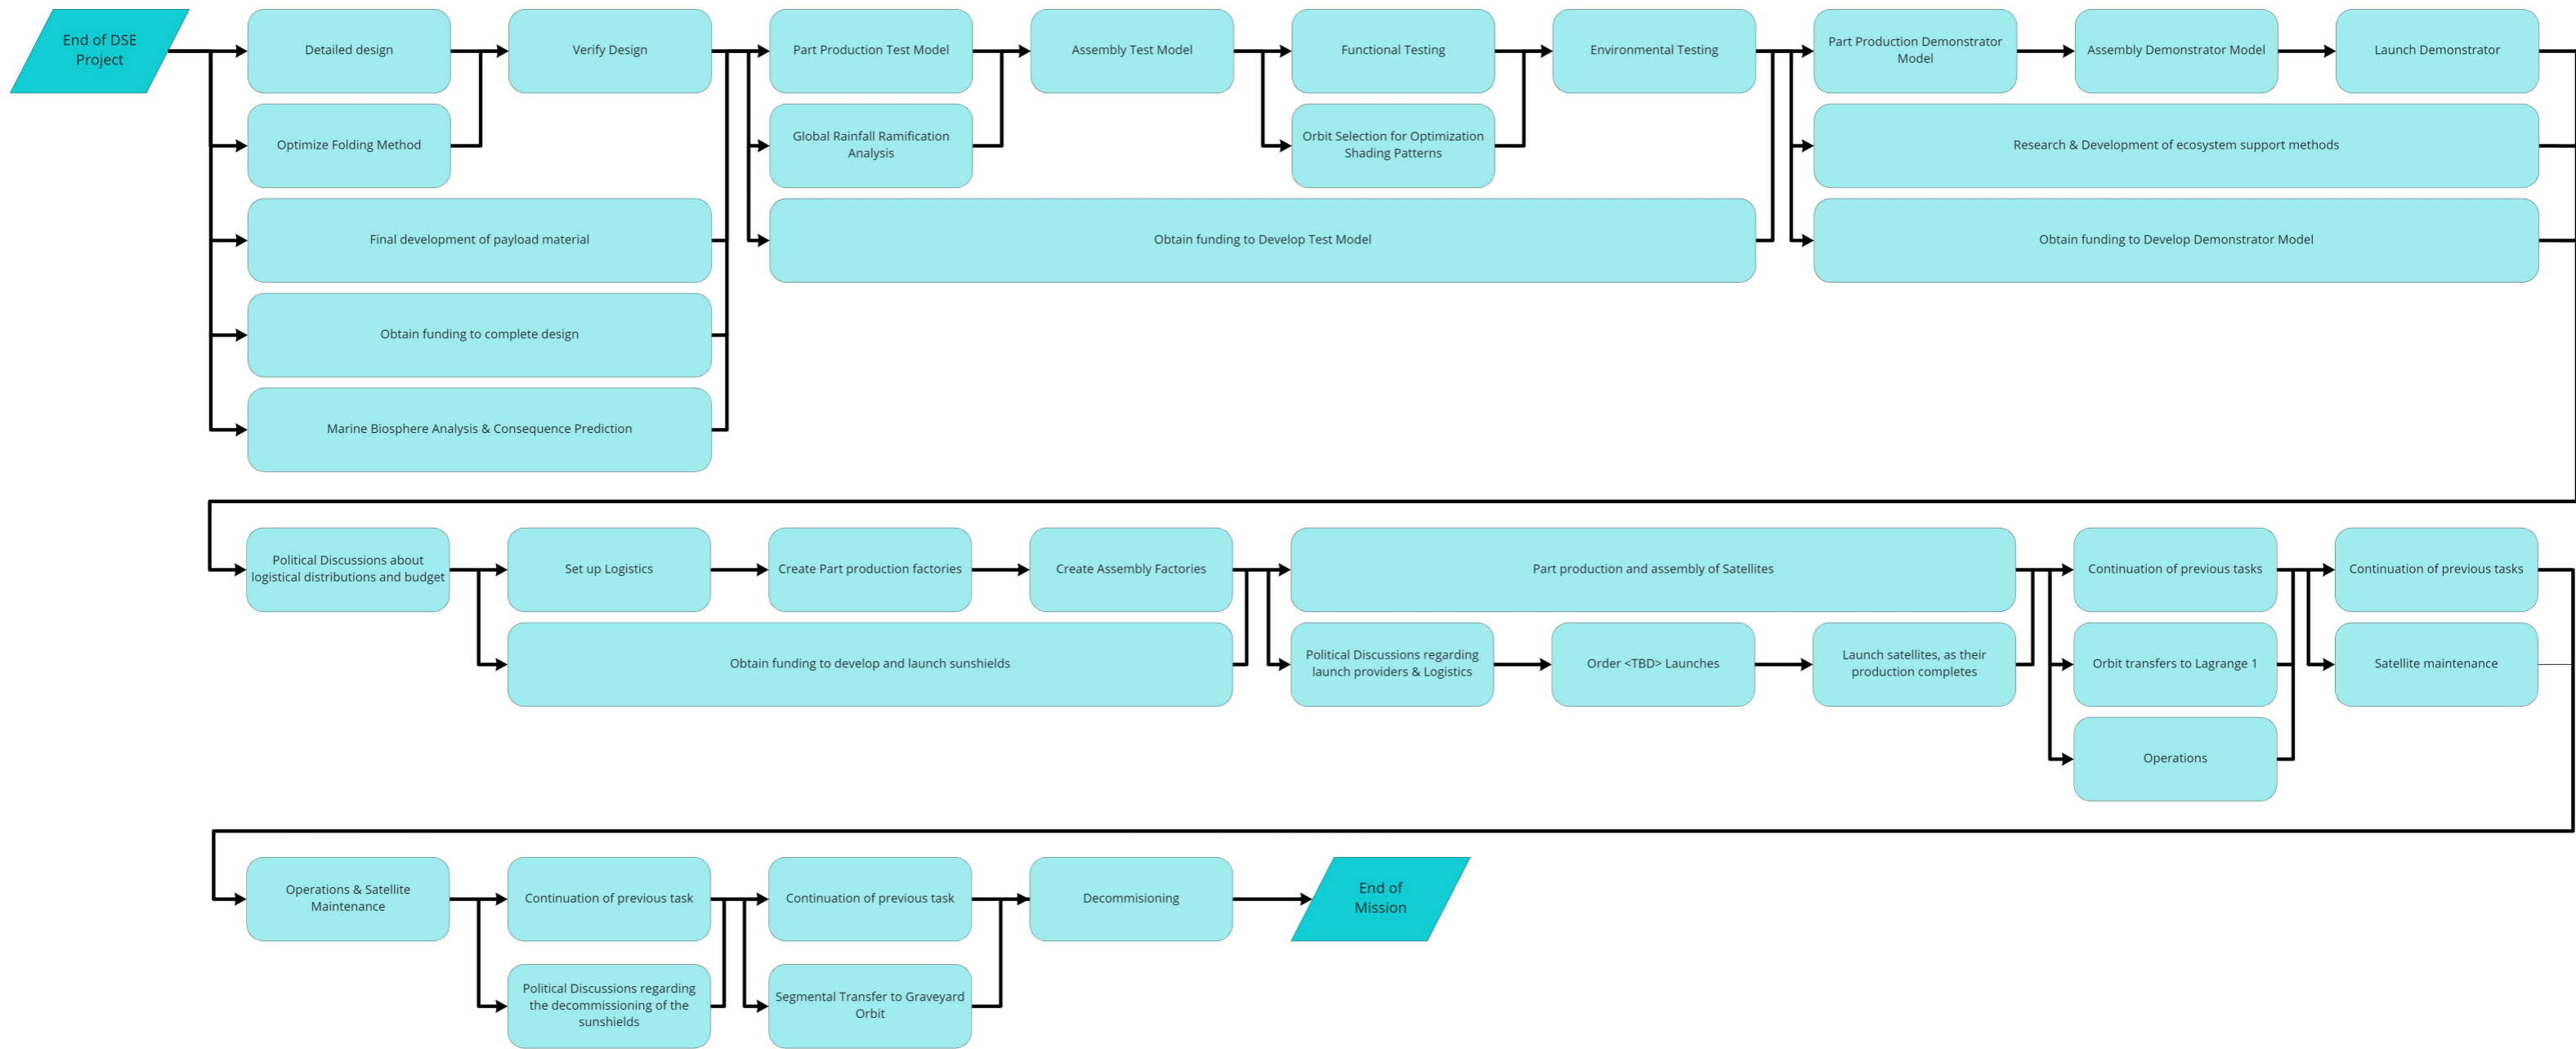 End of DSE
Project
Detailed design
Verify Design
Part Production Test Model
Assembly Test Model
Functional Testing
Environmental Testing
Part Production Demonstrator
Model
Assembly Demonstrator Model
Launch Demonstrator
Optimize Folding Method
Global Rainfall Ramification
Analysis
Orbit Selection for Optimization
Shading Patterns
Research & Development of ecosystem support methods
Final development of payload material
Obtain funding to Develop Test Model
Obtain funding to Develop Demonstrator Model
Obtain funding to complete design
Marine Biosphere Analysis & Consequence Prediction
Political Discussions about
logistical distributions and budget
Set up Logistics
Create Part production factories
Create Assembly Factories
Part production and assembly of Satellites
Continuation of previous tasks
Continuation of previous tasks
Obtain funding to develop and launch sunshields
Political Discussions regarding
launch providers & Logistics
Order <TBD> Launches
Launch satellites, as their
production completes
Orbit transfers to Lagrange 1
Satellite maintenance
Operations
Operations & Satellite
Maintenance
Continuation of previous task
Continuation of previous task
Decommisioning
End of
Mission
Political Discussions regarding
the decommissioning of the
sunshields
Segmental Transfer to Graveyard
Orbit